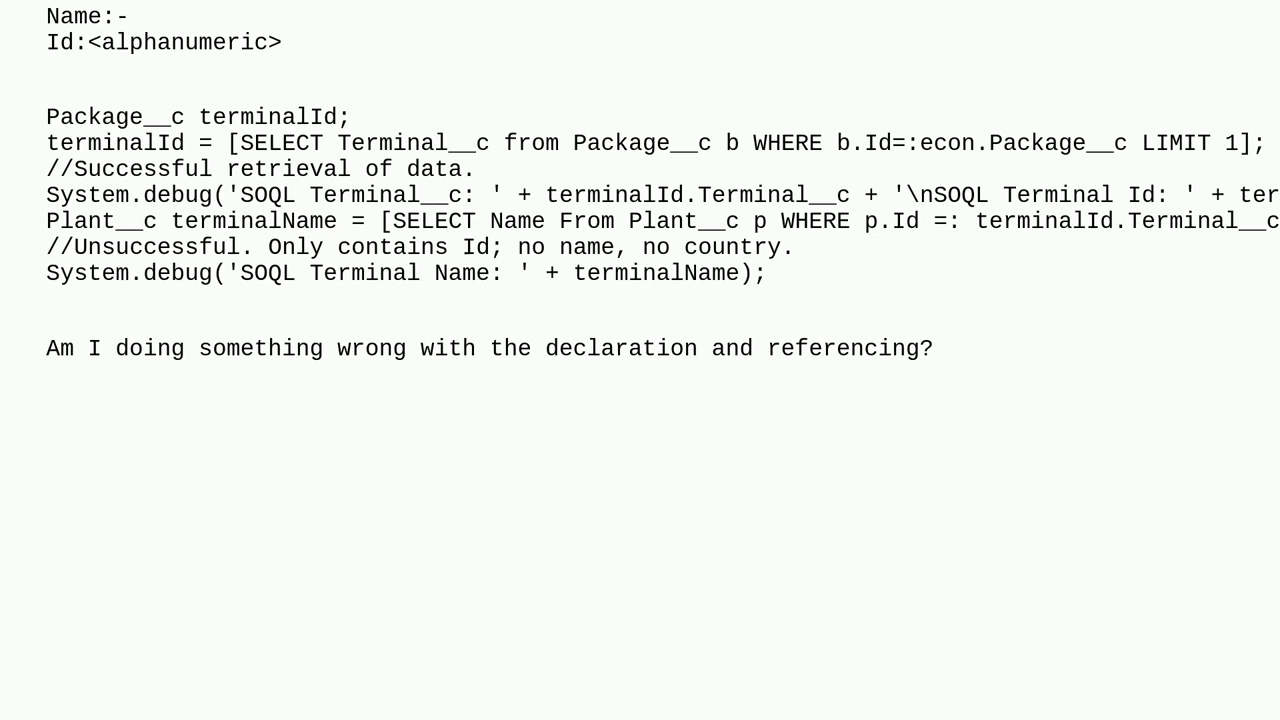 Name:-
Id:<alphanumeric>
Package__c terminalId;
terminalId = [SELECT Terminal__c from Package__c b WHERE b.Id=:econ.Package__c LIMIT 1];
//Successful retrieval of data.
System.debug('SOQL Terminal__c: ' + terminalId.Terminal__c + '\nSOQL Terminal Id: ' + ter
Plant__c terminalName = [SELECT Name From Plant__c p WHERE p.Id =: terminalId.Terminal__c
//Unsuccessful. Only contains Id; no name, no country.
System.debug('SOQL Terminal Name: ' + terminalName);
Am I doing something wrong with the declaration and referencing?